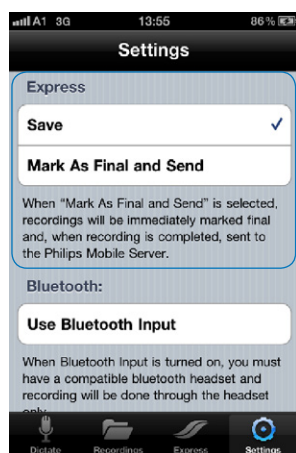 A1 3G 13:55 86%
Settings
Express
Save
Mark As Final and Send
When "Mark As Final and Send" is selected,
recordings will be immediately marked final
and, when recording is completed, sent to
the Philips Mobile Server.
Bluetooth:
Use Bluetooth Input
When Bluetooth Input is turned on, you must
have a compatible bluetooth headset and
recording will be done through the headset
only.
Dictate Recordings Express Settings